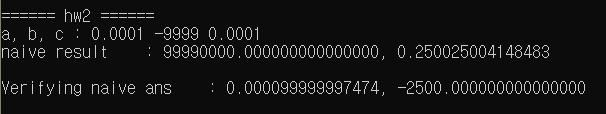 ====== hw2 ======
a, b, c : 0.0001 -9999 0.0001
naive result    : 99990000.000000000000000, 0.250025004148483
Verifying naive ans    : 0.000099999997474, -2500.000000000000000